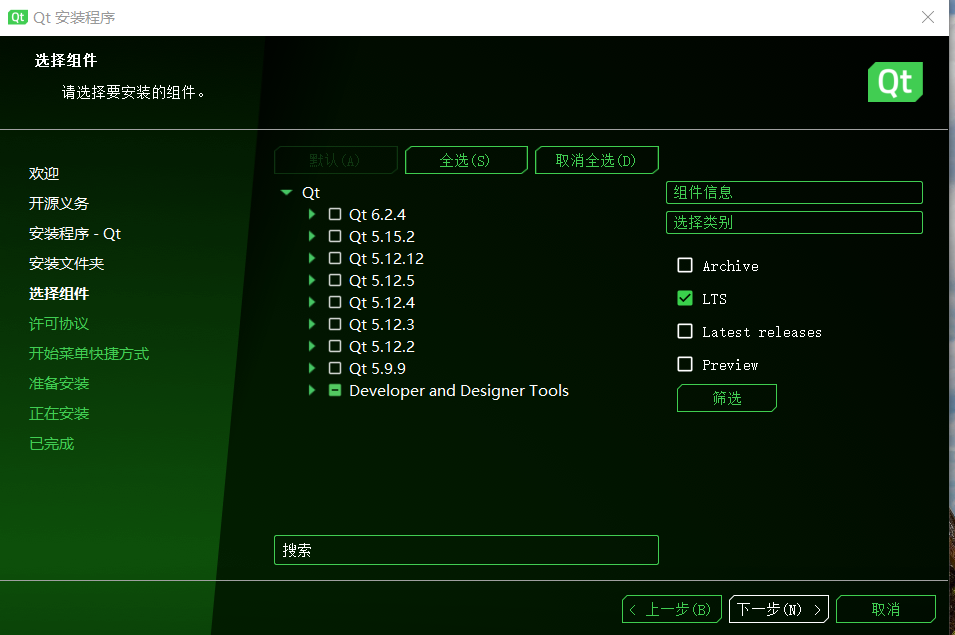 Qt Qt 安装程序
选择组件
请选择要安装的组件。
Qt
欢迎
开源义务
安装程序 - Qt
安装文件夹
选择组件
许可协议
开始菜单快捷方式
准备安装
正在安装
已完成
默认(A) 全选(S) 取消全选(D)
Qt
Qt 6.2.4
Qt 5.15.2
Qt 5.12.12
Qt 5.12.5
Qt 5.12.4
Qt 5.12.3
Qt 5.12.2
Qt 5.9.9
Developer and Designer Tools
组件信息
选择类别
Archive
LTS
Latest releases
Preview
筛选
搜索
< 上一步(B) 下一步(N) > 取消